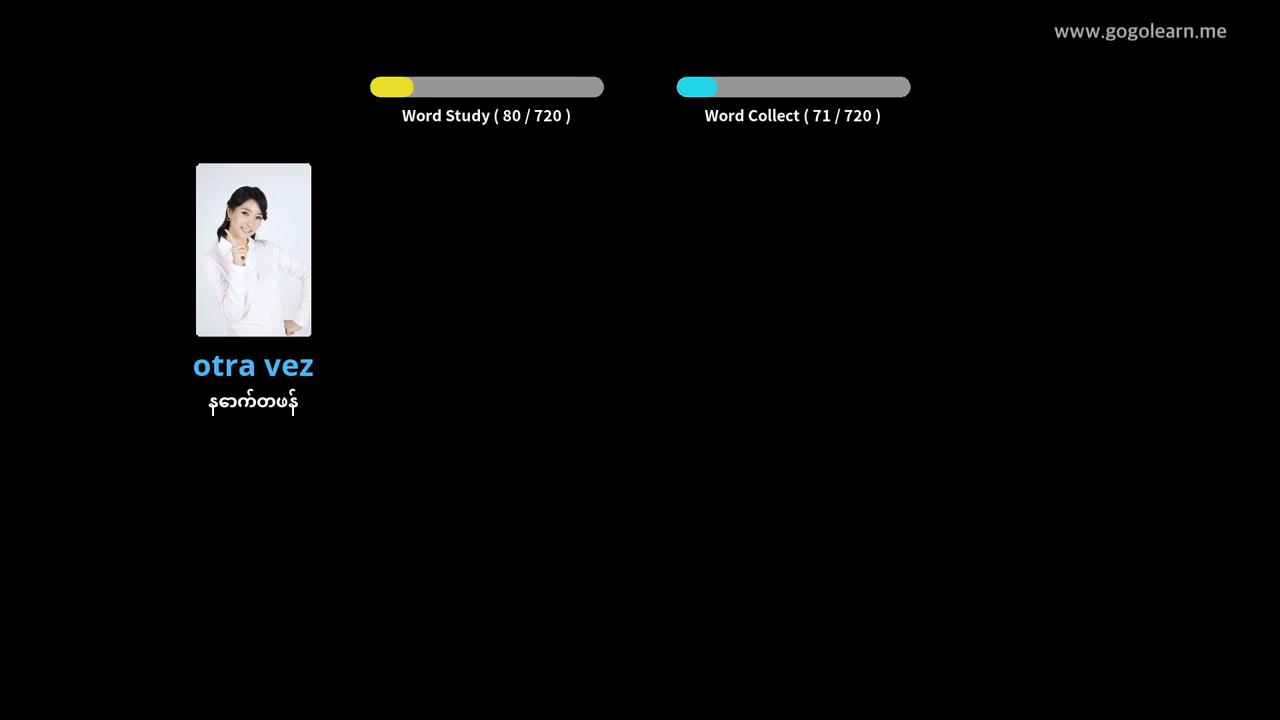 www.gogolearn.me
Word Study ( 80 / 720 )
Word Collect ( 71 / 720 )
otra vez
နောက်တဖန်